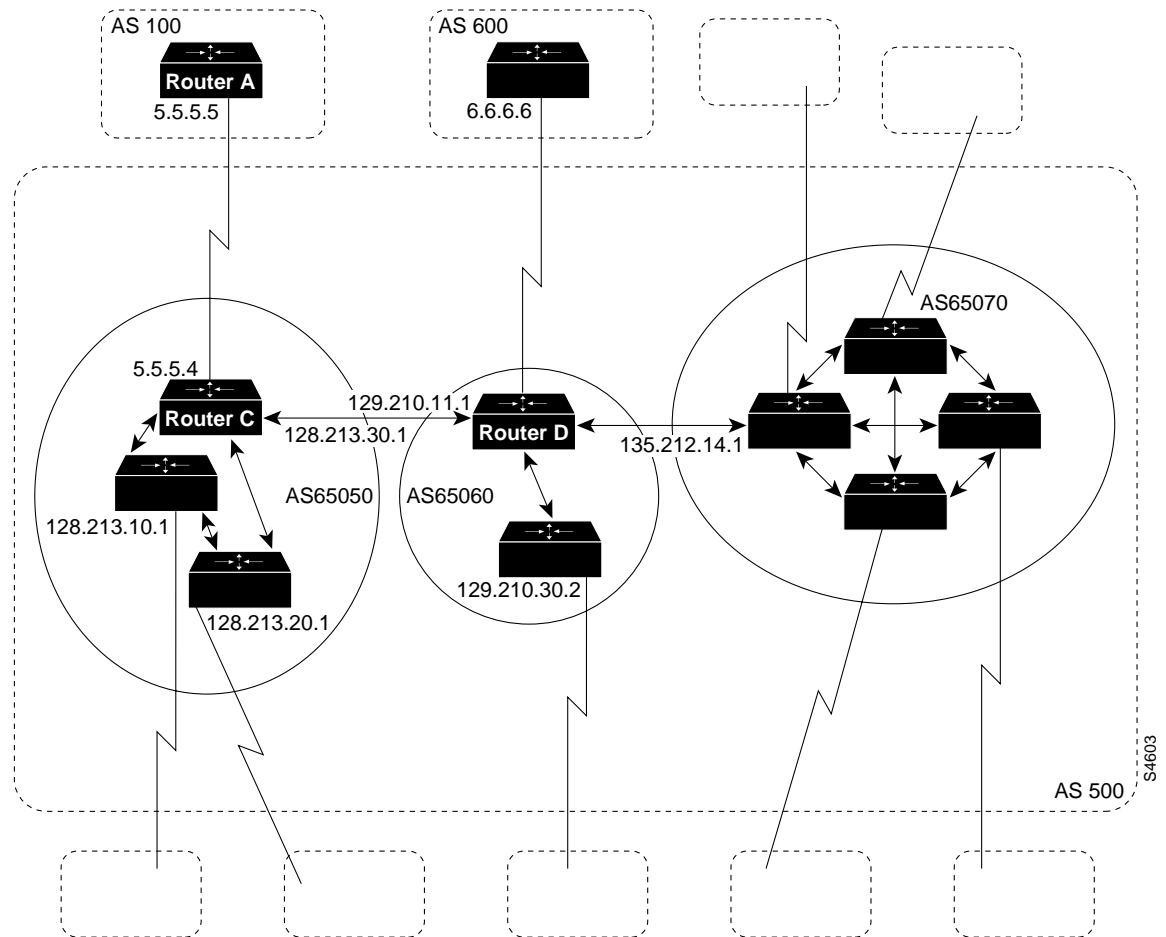 AS 100
Router A
5.5.5.5
AS 600
6.6.6.6
AS65070
5.5.5.4
Router C
129.210.11.1
128.213.30.1
Router D
135.212.14.1
AS65050
AS65060
128.213.10.1
128.213.20.1
129.210.30.2
AS 500
S4603